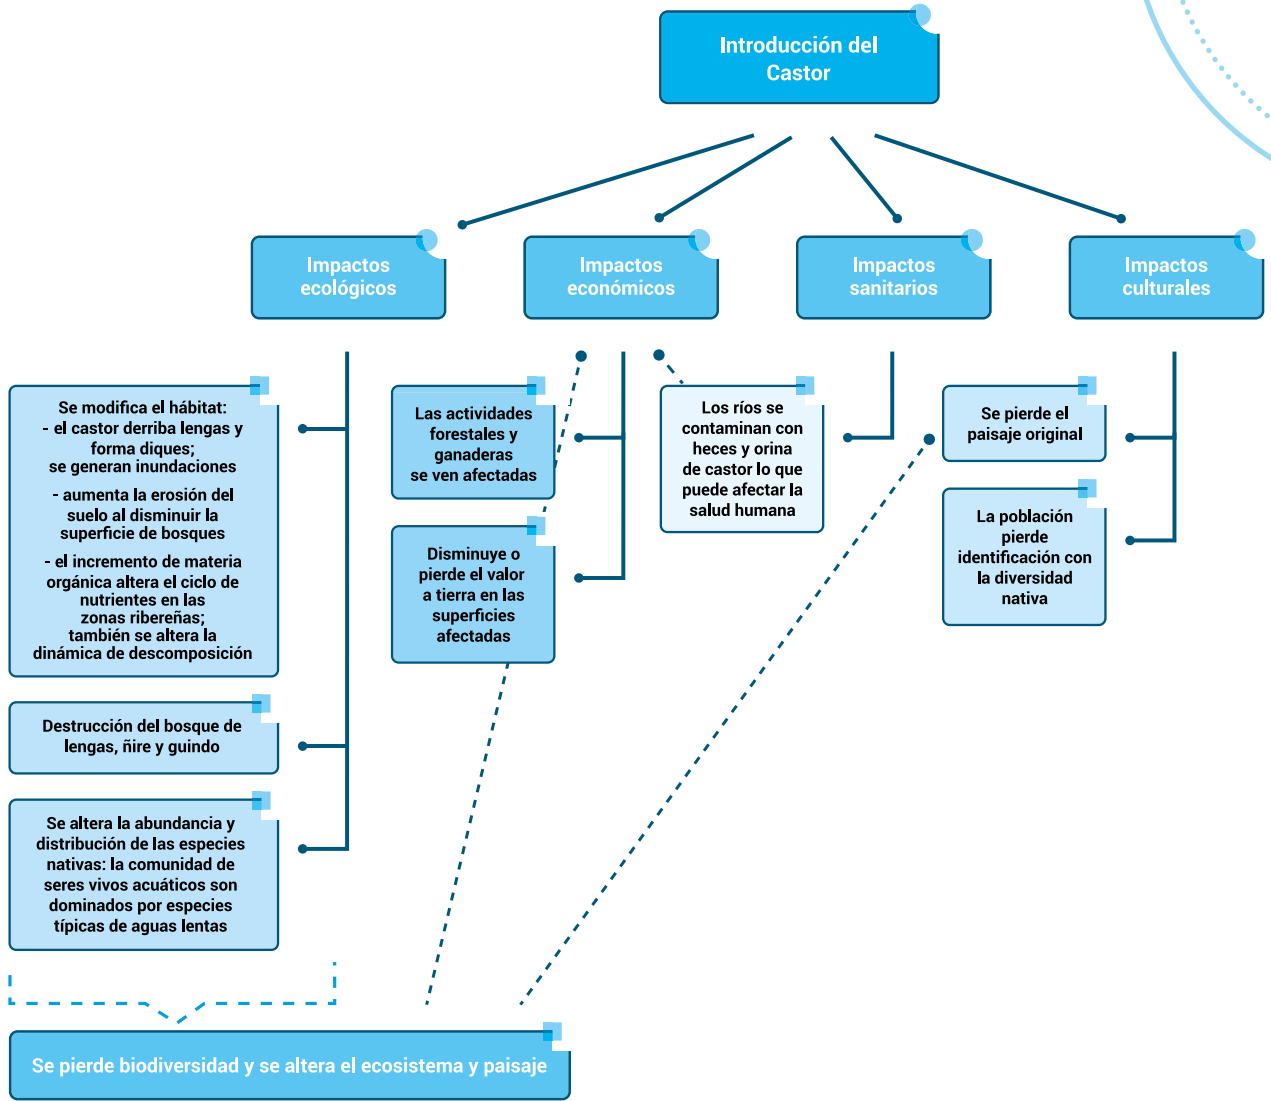 Introducción del
Castor
Impactos
ecológicos
Impactos
económicos
Impactos
sanitarios
Impactos
culturales
Se modifica el hábitat:
- el castor derriba lengas y
forma diques;
se generan inundaciones
- aumenta la erosión del
suelo al disminuir la
superficie de bosques
- el incremento de materia
orgánica altera el ciclo de
nutrientes en las
zonas ribereñas;
también se altera la
dinámica de descomposición
Destrucción del bosque de
lengas, ñire y guindo
Se altera la abundancia y
distribución de las especies
nativas: la comunidad de
seres vivos acuáticos son
dominados por especies
típicas de aguas lentas
Las actividades
forestales y
ganaderas
se ven afectadas
Disminuye o
pierde el valor
a tierra en las
superficies
afectadas
Los ríos se
contaminan con
heces y orina
de castor lo que
puede afectar la
salud humana
Se pierde el
paisaje original
La población
pierde
identificación con
la diversidad
nativa
Se pierde biodiversidad y se altera el ecosistema y paisaje